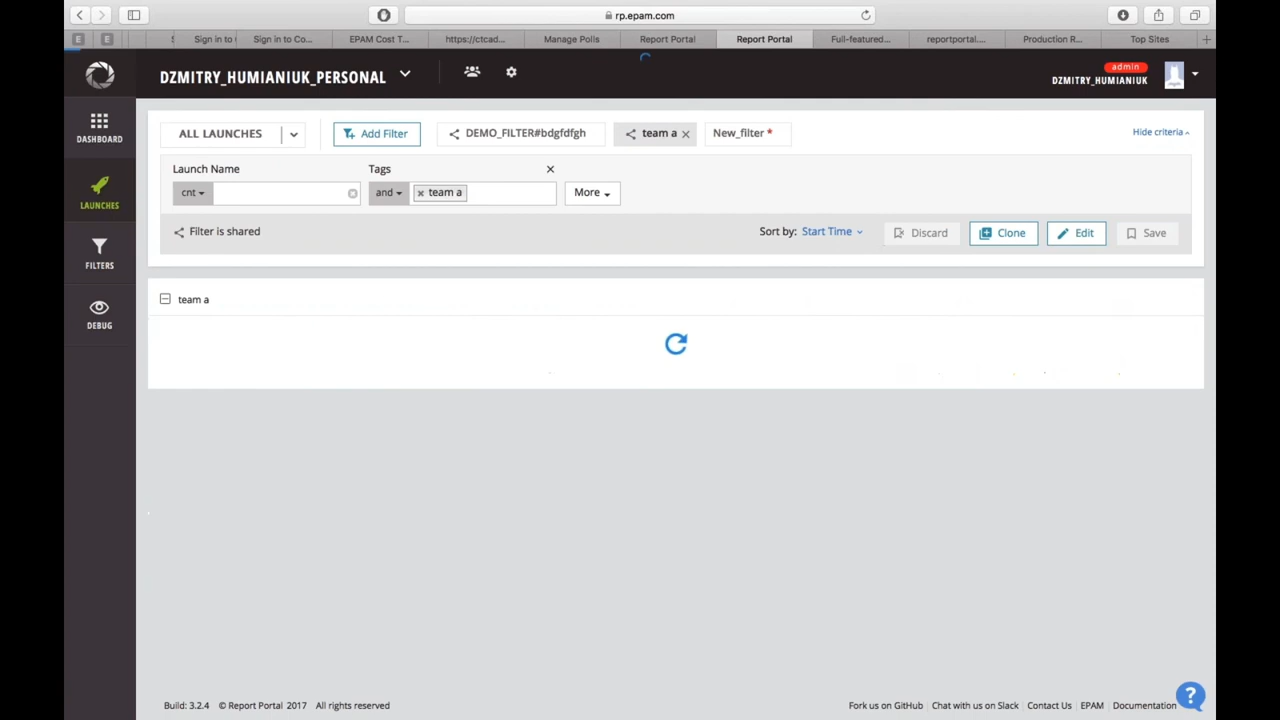 rp.epam.com
E
E
Sign in to
Sign in to Co...
EPAM Cost T...
https://ctcad...
Manage Polls
Report Portal
Report Portal
Full-featured...
reportportal....
Production R...
Top Sites
DZMITRY_HUMIANIUK_PERSONAL
admin
DZMITRY_HUMIANIUK
DASHBOARD
LAUNCHES
FILTERS
DEBUG
ALL LAUNCHES
Add Filter
DEMO_FILTER#bdgfdfgh
team a
New_filter *
Hide criteria
Launch Name
Tags
cnt
and
team a
More
Filter is shared
Sort by: Start Time
Discard
Clone
Edit
Save
team a
Build: 3.2.4 © Report Portal 2017 All rights reserved
Fork us on GitHub
Chat with us on Slack
Contact Us
EPAM
Documentation
?